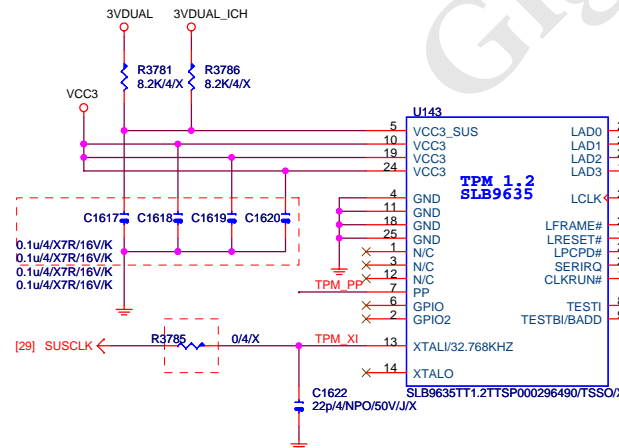 3VDUAL 3VDUAL_ICH
Gig
R3781
8.2K/4/X
R3786
8.2K/4/X
VCC3
U143
5 VCC3_SUS LAD0
10 VCC3 LAD1
19 VCC3 LAD2
24 VCC3 LAD3
TPM 1.2
SLB9635
4 GND LCLK
11 GND
18 GND LFRAME#
25 GND LRESET#
1 N/C LPCPD#
3 N/C SERIRQ
12 N/C CLKRUN#
TPM_PP 7 PP
6 GPIO TESTI
2 GPIO2 TESTBI/BADD
C1617 C1618 C1619 C1620
0.1u/4/X7R/16V/K
0.1u/4/X7R/16V/K
0.1u/4/X7R/16V/K
0.1u/4/X7R/16V/K
[29] SUSCLK R3785 0/4/X TPM_XI 13 XTALI/32.768KHZ
14 XTALO
C1622
22p/4/NPO/50V/J/X
SLB9635TT1.2TTSP000296490/TSSO/X